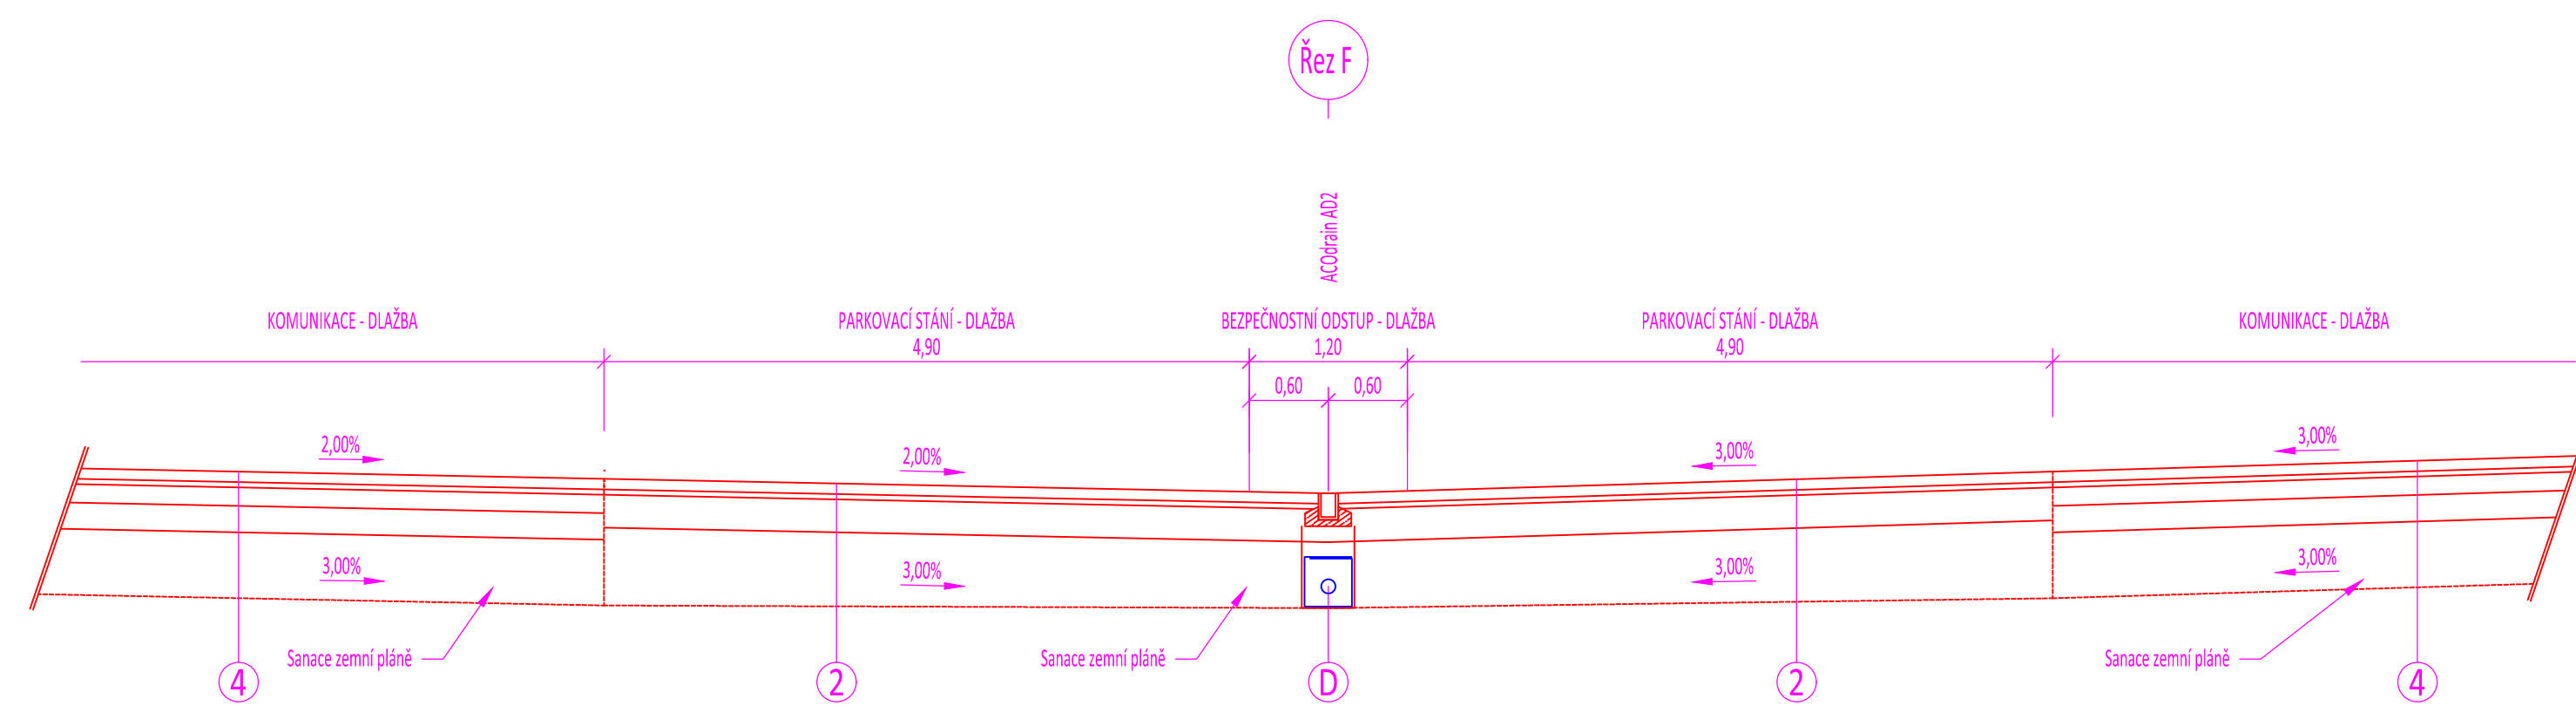 Řez F
ACOdrain AD2
KOMUNIKACE - DLAŽBA
PARKOVACÍ STÁNÍ - DLAŽBA
BEZPEČNOSTNÍ ODSTUP - DLAŽBA
PARKOVACÍ STÁNÍ - DLAŽBA
KOMUNIKACE - DLAŽBA
4,90
1,20
4,90
0,60
0,60
2,00%
2,00%
3,00%
3,00%
3,00%
3,00%
3,00%
3,00%
Sanace zemní pláně
Sanace zemní pláně
Sanace zemní pláně
4
2
D
2
4